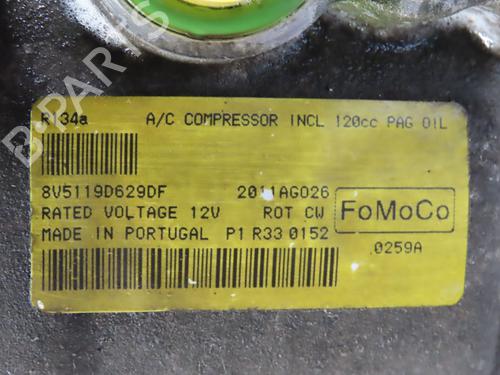 R134a A/C COMPRESSOR INCL 120cc PAG OIL
8V5119D629DF 2011AGO26
RATED VOLTAGE 12V ROT CW
FoMoCo
MADE IN PORTUGAL P1 R33 0152
0259A